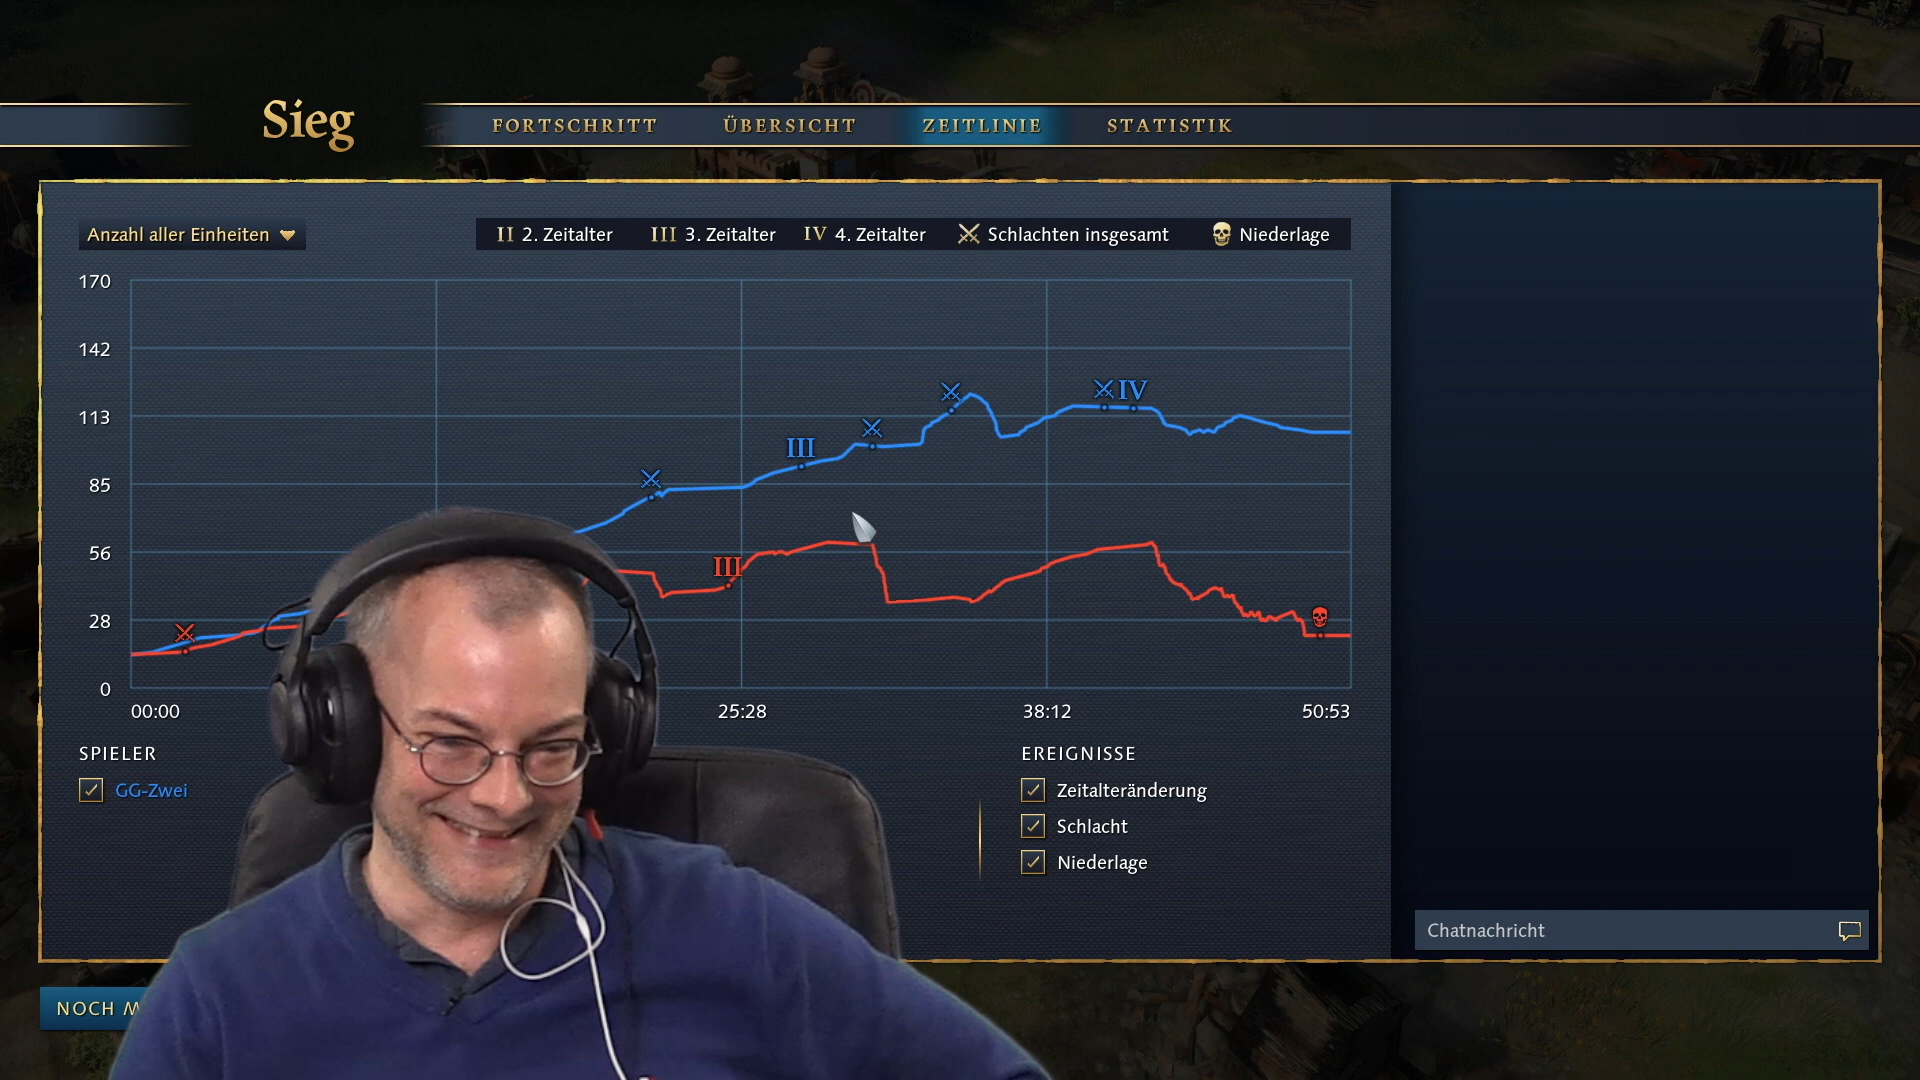 Sieg
FORTSCHRITT ÜBERSICHT ZEITLINIE STATISTIK
Anzahl aller Einheiten
II 2. Zeitalter III 3. Zeitalter IV 4. Zeitalter Schlachten insgesamt Niederlage
170
142
113
85
56
28
0
IV
III
III
00:00 25:28 38:12 50:53
SPIELER
GG-Zwei
EREIGNISSE
Zeitalteränderung
Schlacht
Niederlage
Chatnachricht
NOCH